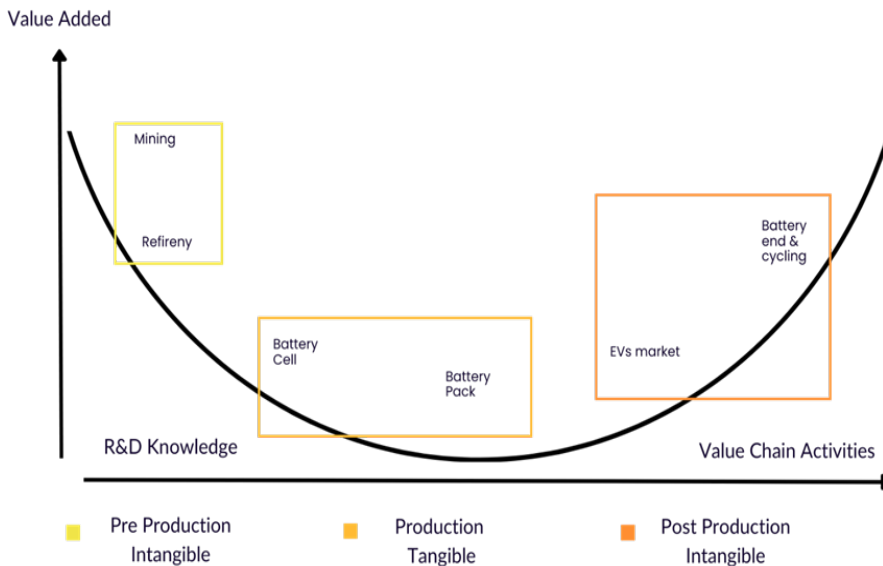 Value Added
Mining
Refireny
Battery
Cell
Battery
Pack
EVs market
Battery
end &
cycling
R&D Knowledge
Value Chain Activities
Pre Production
Intangible
Production
Tangible
Post Production
Intangible